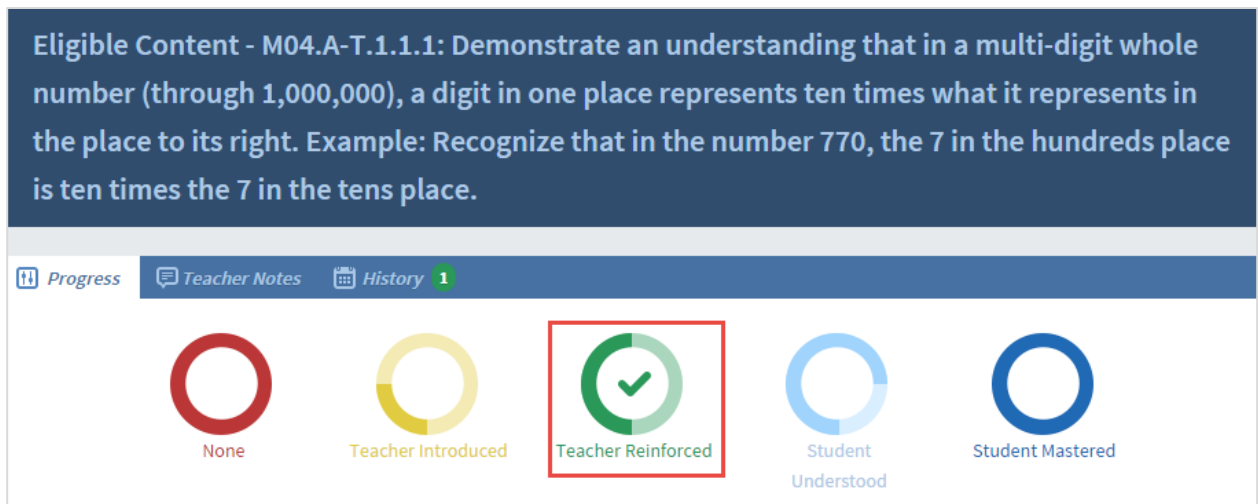 Eligible Content - M04.A-T.1.1.1: Demonstrate an understanding that in a multi-digit whole
number (through 1,000,000), a digit in one place represents ten times what it represents in
the place to its right. Example: Recognize that in the number 770, the 7 in the hundreds place
is ten times the 7 in the tens place.
Progress Teacher Notes History 1
None Teacher Introduced Teacher Reinforced Student Student Mastered
Understood